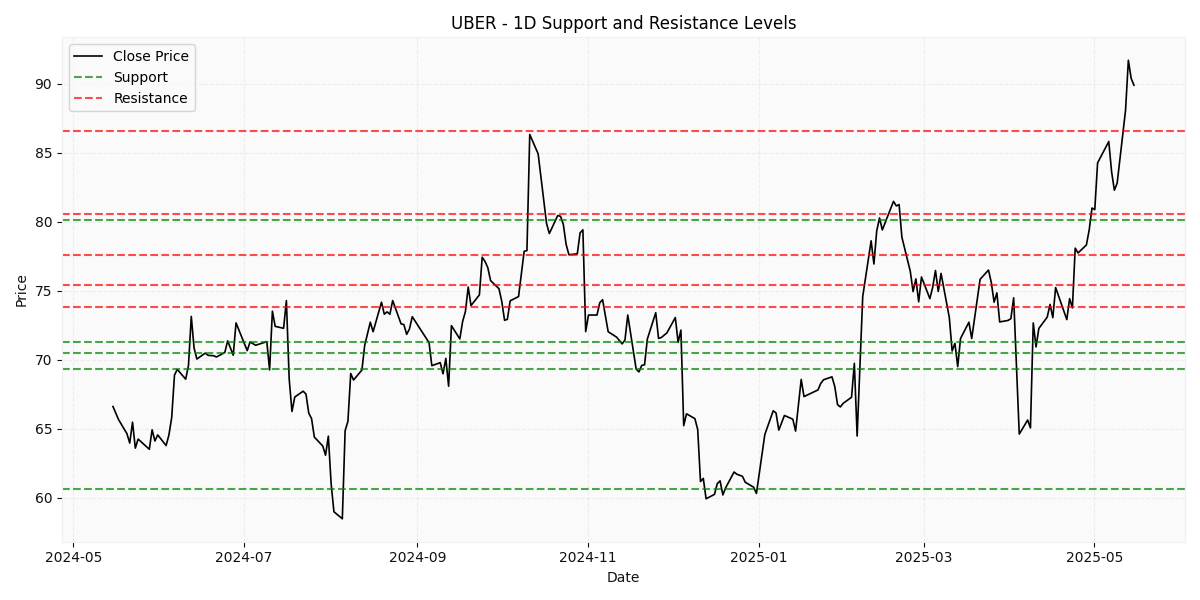 UBER - 1D Support and Resistance Levels
Close Price
Support
Resistance
Price
90
85
80
75
70
65
60
2024-05 2024-07 2024-09 2024-11 2025-01 2025-03 2025-05
Date